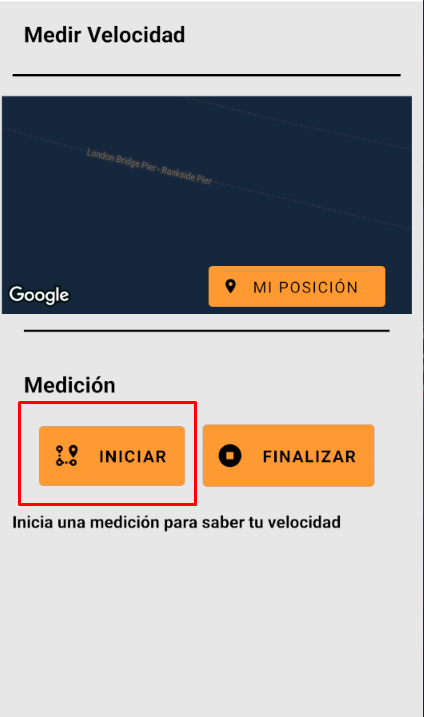 Medir Velocidad
London Bridge Pier - Bankside Pier
Google
MI POSICIÓN
Medición
INICIAR
FINALIZAR
Inicia una medición para saber tu velocidad